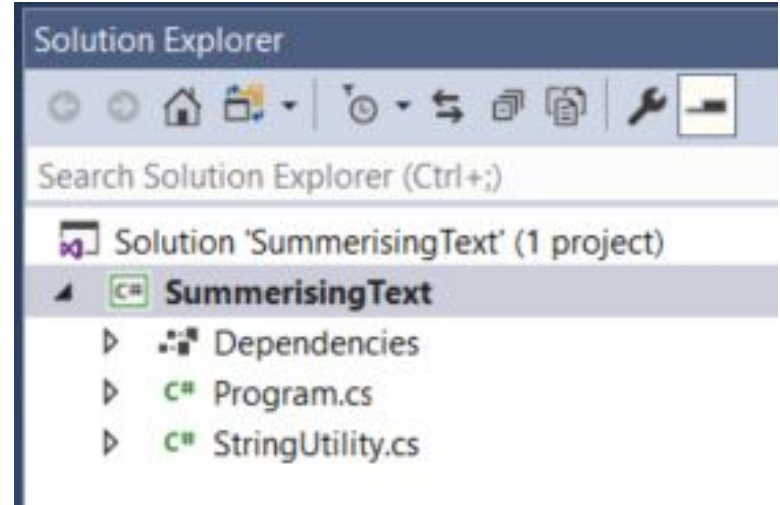 Solution Explorer
Search Solution Explorer (Ctrl+;)
Solution 'SummerisingText' (1 project)
C# SummerisingText
Dependencies
C# Program.cs
C# StringUtility.cs